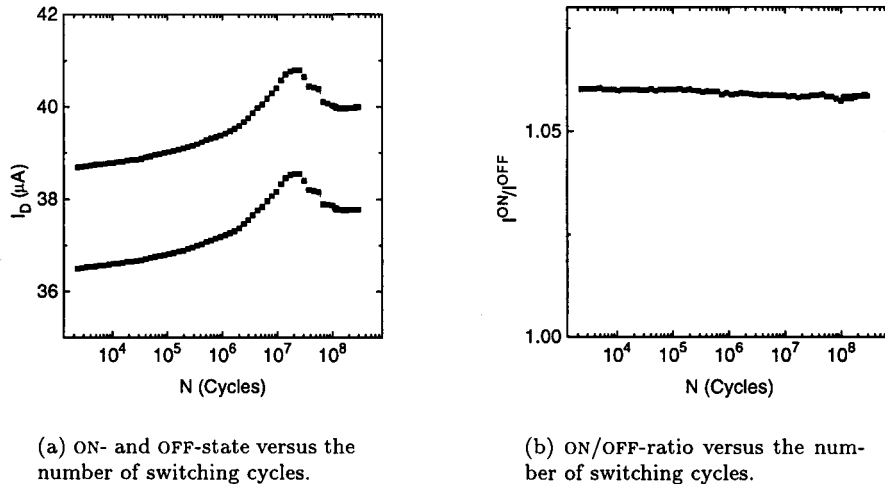 42
40
38
36
I_D (μA)
10^4 10^5 10^6 10^7 10^8
N (Cycles)
(a) ON- and OFF-state versus the
number of switching cycles.
1.05
1.00
I^ON/I^OFF
10^4 10^5 10^6 10^7 10^8
N (Cycles)
(b) ON/OFF-ratio versus the num-
ber of switching cycles.